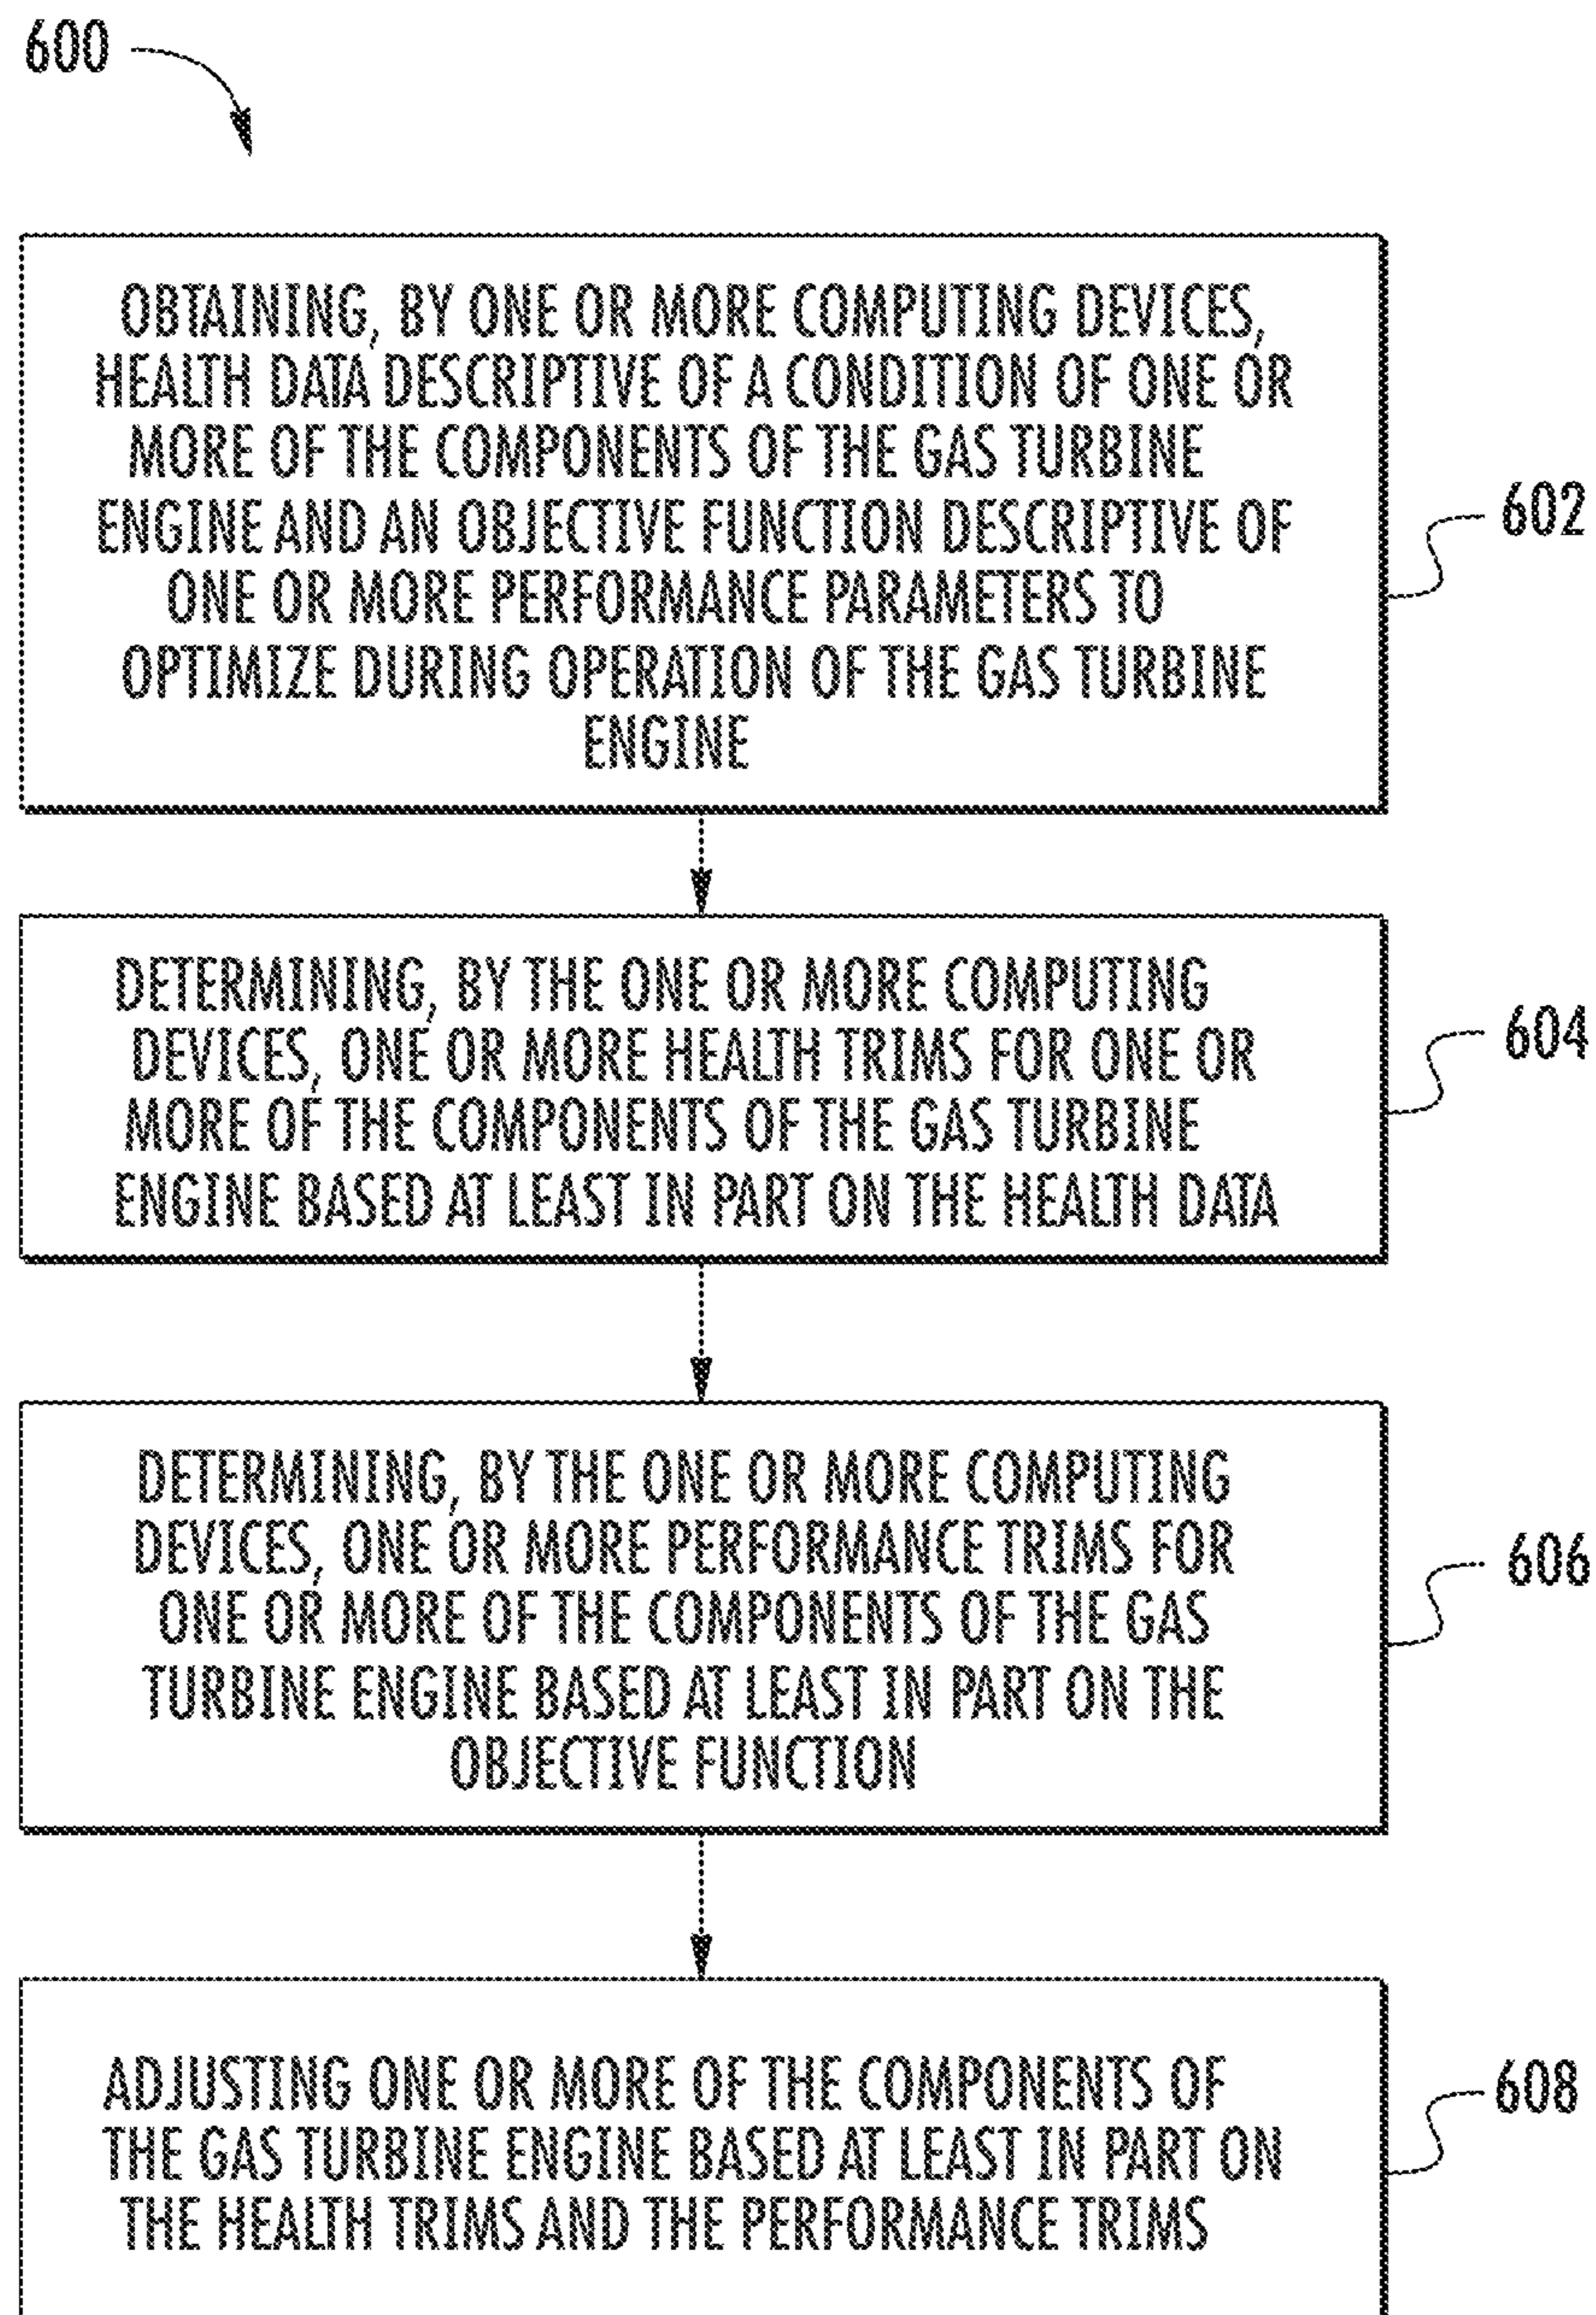 600
OBTAINING, BY ONE OR MORE COMPUTING DEVICES,
HEALTH DATA DESCRIPTIVE OF A CONDITION OF ONE OR
MORE OF THE COMPONENTS OF THE GAS TURBINE
ENGINE AND AN OBJECTIVE FUNCTION DESCRIPTIVE OF
ONE OR MORE PERFORMANCE PARAMETERS TO
OPTIMIZE DURING OPERATION OF THE GAS TURBINE
ENGINE
602
DETERMINING, BY THE ONE OR MORE COMPUTING
DEVICES, ONE OR MORE HEALTH TRIMS FOR ONE OR
MORE OF THE COMPONENTS OF THE GAS TURBINE
ENGINE BASED AT LEAST IN PART ON THE HEALTH DATA
604
DETERMINING, BY THE ONE OR MORE COMPUTING
DEVICES, ONE OR MORE PERFORMANCE TRIMS FOR
ONE OR MORE OF THE COMPONENTS OF THE GAS
TURBINE ENGINE BASED AT LEAST IN PART ON THE
OBJECTIVE FUNCTION
606
ADJUSTING ONE OR MORE OF THE COMPONENTS OF
THE GAS TURBINE ENGINE BASED AT LEAST IN PART ON
THE HEALTH TRIMS AND THE PERFORMANCE TRIMS
608